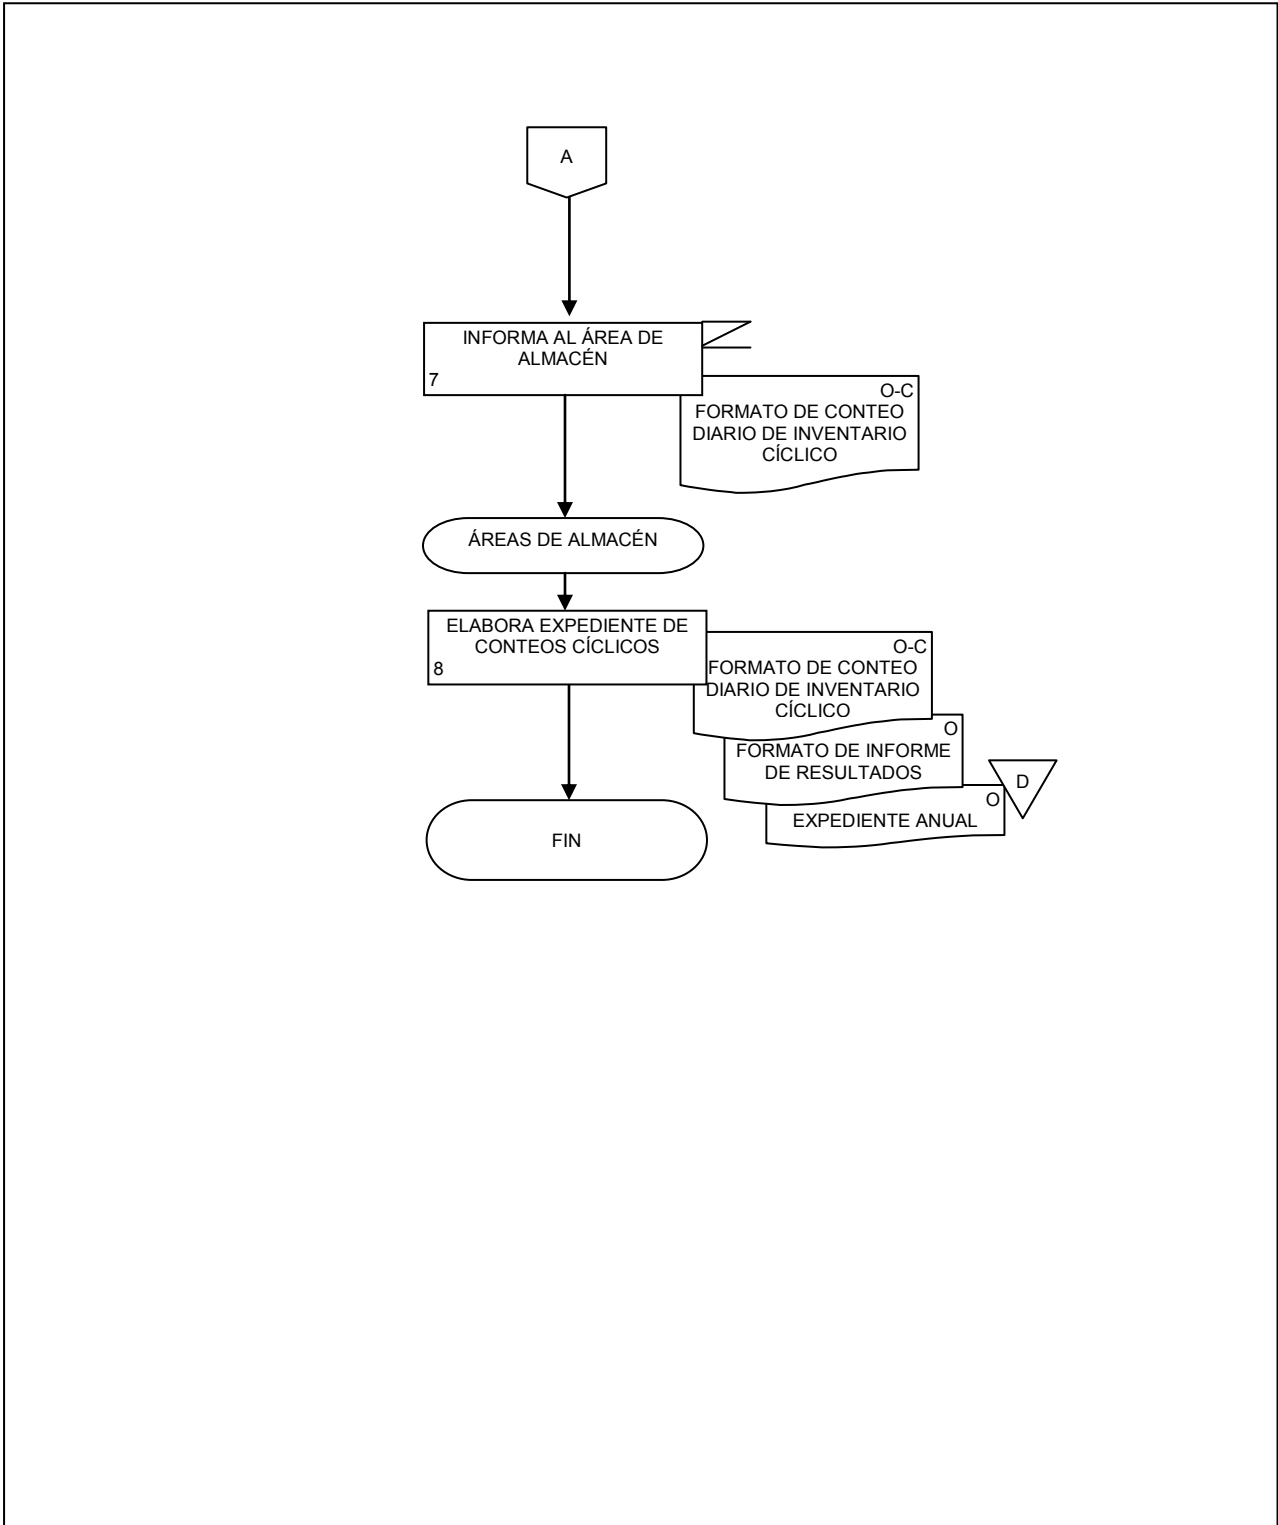 A
INFORMA AL ÁREA DE
ALMACÉN
7
O-C
FORMATO DE CONTEO
DIARIO DE INVENTARIO
CÍCLICO
ÁREAS DE ALMACÉN
ELABORA EXPEDIENTE DE
CONTEOS CÍCLICOS
8
O-C
FORMATO DE CONTEO
DIARIO DE INVENTARIO
CÍCLICO
O
FORMATO DE INFORME
DE RESULTADOS
D
O
EXPEDIENTE ANUAL
FIN